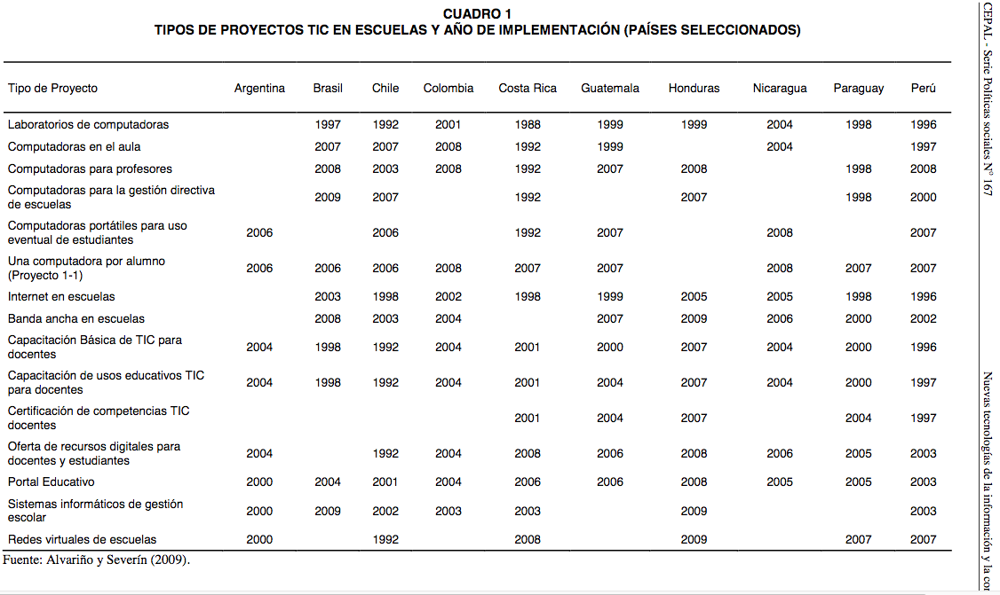 CUADRO 1
TIPOS DE PROYECTOS TIC EN ESCUELAS Y AÑO DE IMPLEMENTACIÓN (PAÍSES SELECCIONADOS)
Tipo de Proyecto Argentina Brasil Chile Colombia Costa Rica Guatemala Honduras Nicaragua Paraguay Perú
Laboratorios de computadoras 1997 1992 2001 1988 1999 1999 2004 1998 1996
Computadoras en el aula 2007 2007 2008 1992 1999 2004 1997
Computadoras para profesores 2008 2003 2008 1992 2007 2008 1998 2008
Computadoras para la gestión directiva
de escuelas 2009 2007 1992 2007 1998 2000
Computadoras portátiles para uso
eventual de estudiantes 2006 2006 1992 2007 2008 2007
Una computadora por alumno
(Proyecto 1-1) 2006 2006 2006 2008 2007 2007 2008 2007 2007
Internet en escuelas 2003 1998 2002 1998 1999 2005 2005 1998 1996
Banda ancha en escuelas 2008 2003 2004 2007 2009 2006 2000 2002
Capacitación Básica de TIC para
docentes 2004 1998 1992 2004 2001 2000 2007 2004 2000 1996
Capacitación de usos educativos TIC
para docentes 2004 1998 1992 2004 2001 2004 2007 2004 2000 1997
Certificación de competencias TIC
docentes 2001 2004 2007 2004 1997
Oferta de recursos digitales para
docentes y estudiantes 2004 1992 2004 2008 2006 2008 2006 2005 2003
Portal Educativo 2000 2004 2001 2004 2006 2006 2008 2005 2005 2003
Sistemas informáticos de gestión
escolar 2000 2009 2002 2003 2003 2009 2003
Redes virtuales de escuelas 2000 1992 2008 2009 2007 2007
Fuente: Alvariño y Severín (2009).
CEPAL - Serie Políticas sociales N° 167
Nuevas tecnologías de la información y la